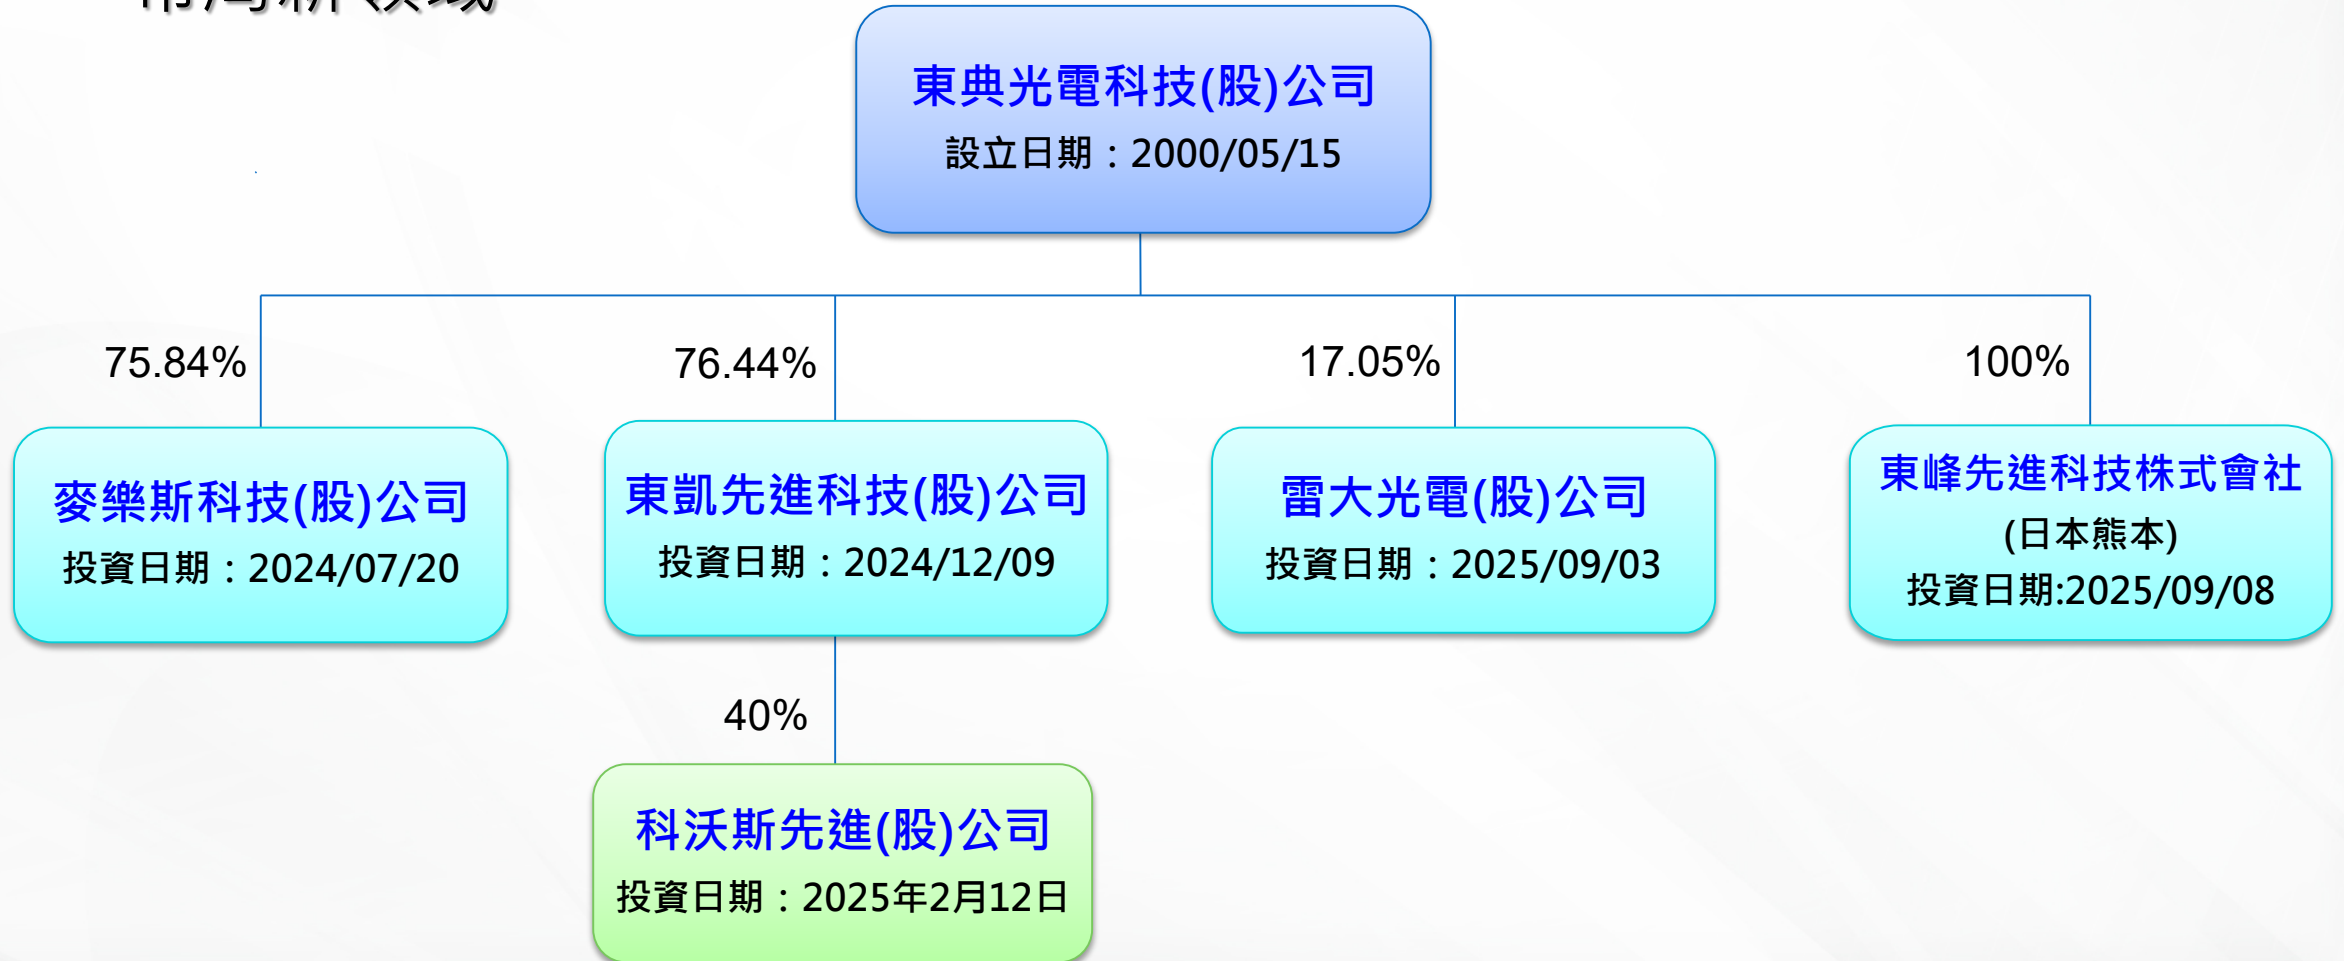 東典光電科技(股)公司
設立日期：2000/05/15
75.84%
76.44%
17.05%
100%
麥樂斯科技(股)公司
投資日期：2024/07/20
東凱先進科技(股)公司
投資日期：2024/12/09
雷大光電(股)公司
投資日期：2025/09/03
東峰先進科技株式會社
(日本熊本)
投資日期:2025/09/08
40%
科沃斯先進(股)公司
投資日期：2025年2月12日